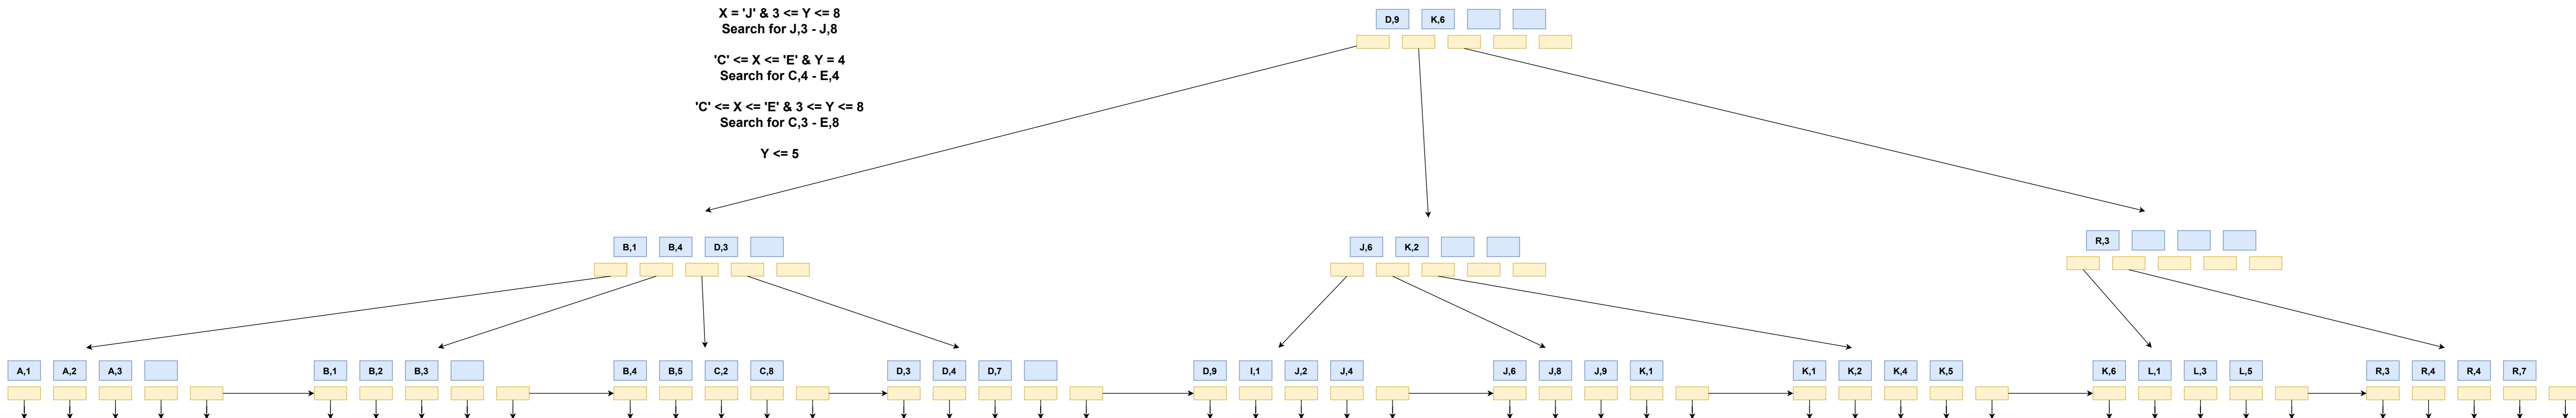 X = 'J' & 3 <= Y <= 8
Search for J,3 - J,8
'C' <= X <= 'E' & Y = 4
Search for C,4 - E,4
'C' <= X <= 'E' & 3 <= Y <= 8
Search for C,3 - E,8
Y <= 5
D,9 K,6
B,1 B,4 D,3
J,6 K,2
R,3
A,1 A,2 A,3
B,1 B,2 B,3
B,4 B,5 C,2 C,8
D,3 D,4 D,7
D,9 I,1 J,2 J,4
J,6 J,8 J,9 K,1
K,1 K,2 K,4 K,5
K,6 L,1 L,3 L,5
R,3 R,4 R,4 R,7